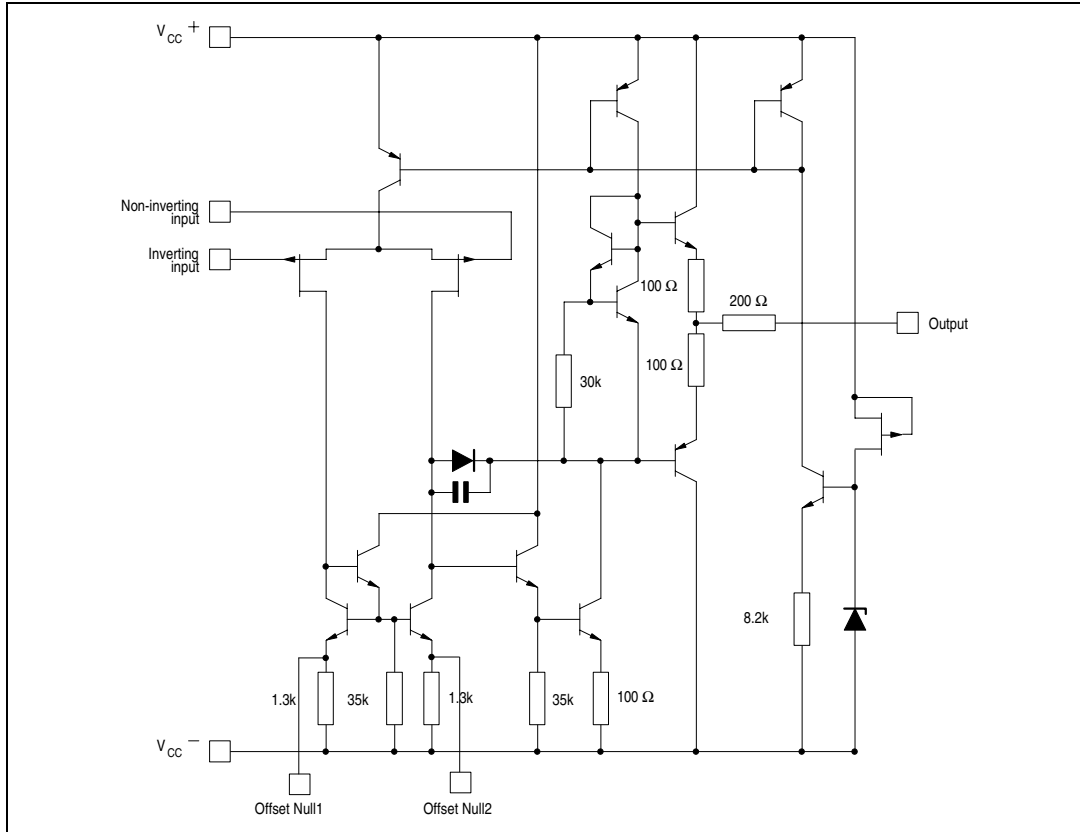 V CC +
Non-inverting
input
Inverting
input
100 Ω
200 Ω
Output
100 Ω
30k
8.2k
1.3k
35k
1.3k
35k
100 Ω
V CC −
Offset Null1
Offset Null2